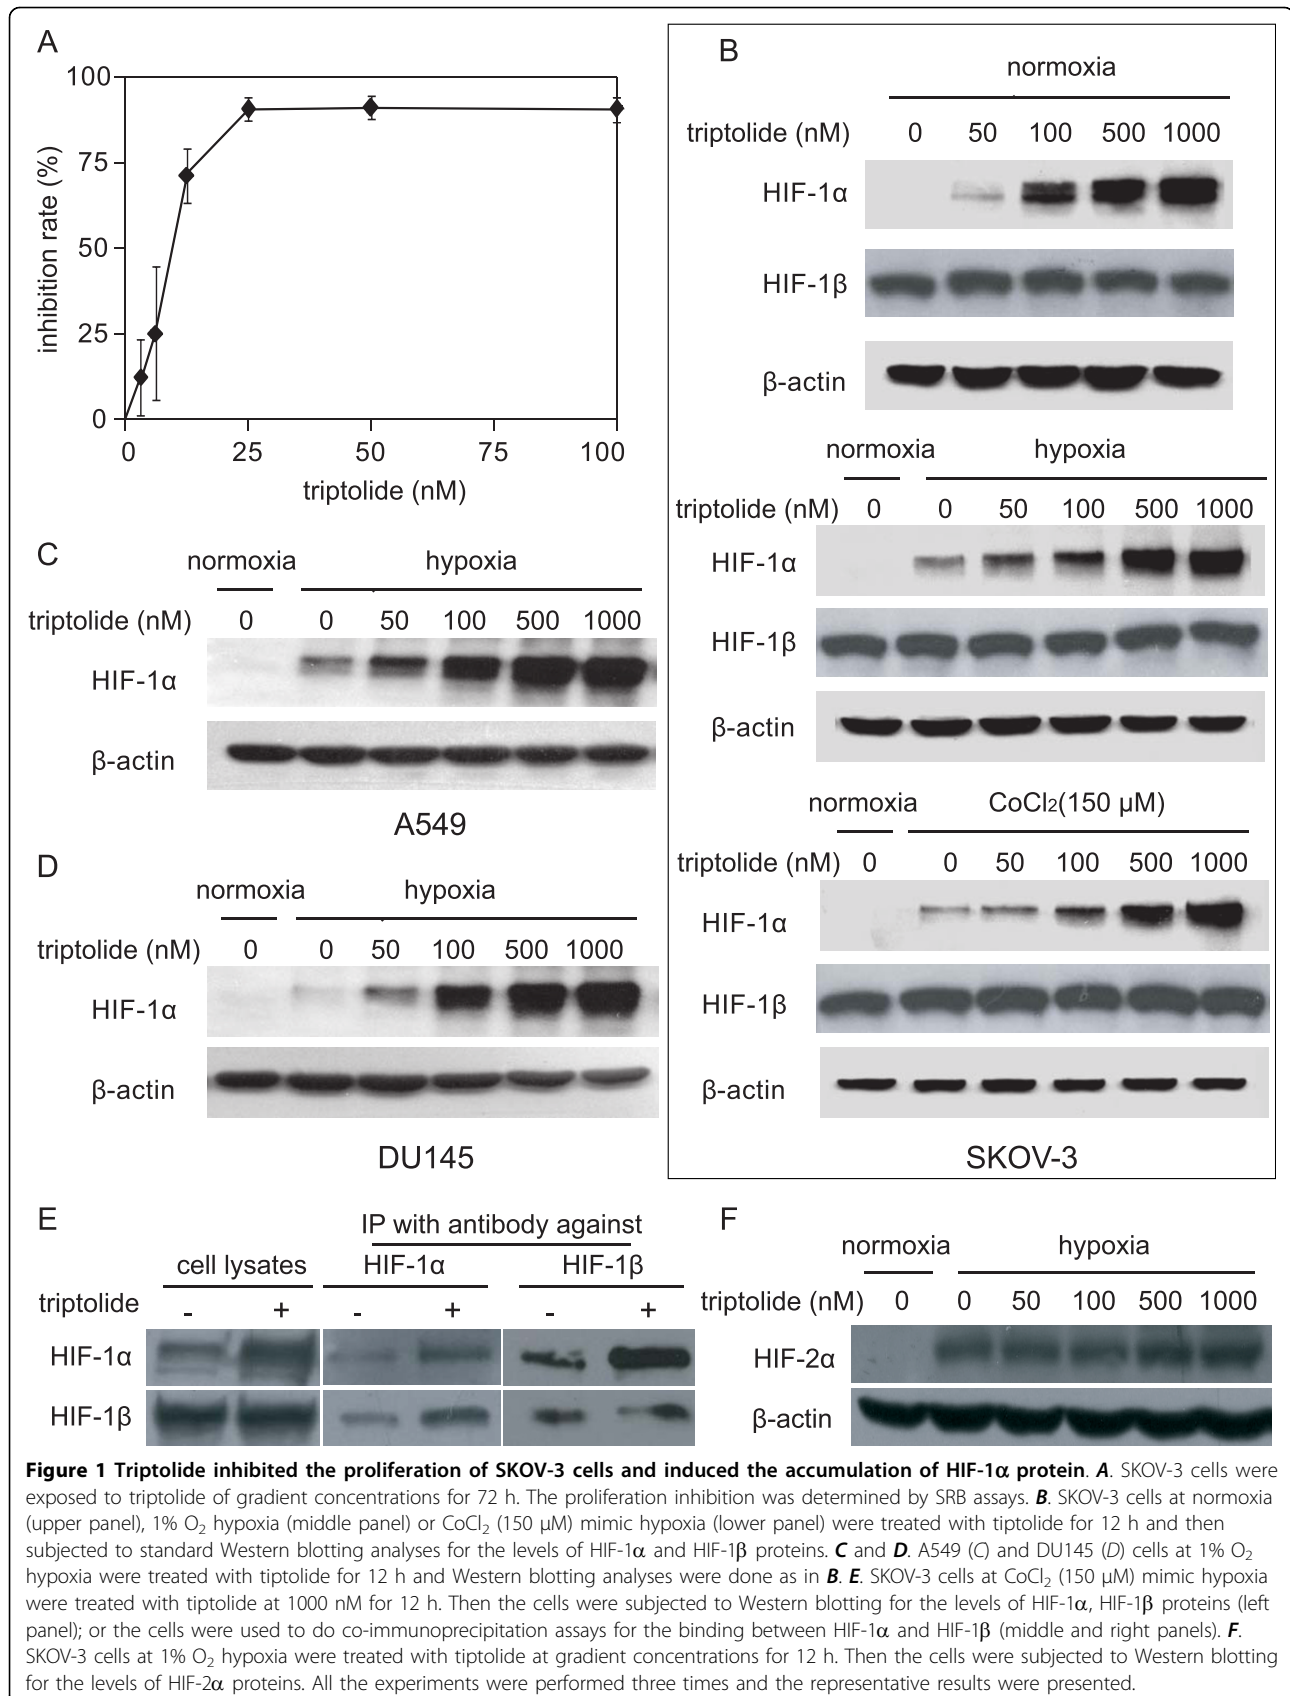 A
100
75
50
25
0
inhibition rate (%)
0 25 50 75 100
triptolide (nM)
B
normoxia
triptolide (nM) 0 50 100 500 1000
HIF-1α
HIF-1β
β-actin
normoxia hypoxia
triptolide (nM) 0 0 50 100 500 1000
HIF-1α
HIF-1β
β-actin
normoxia CoCl₂(150 µM)
triptolide (nM) 0 0 50 100 500 1000
HIF-1α
HIF-1β
β-actin
SKOV-3
C
normoxia hypoxia
triptolide (nM) 0 0 50 100 500 1000
HIF-1α
β-actin
A549
D
normoxia hypoxia
triptolide (nM) 0 0 50 100 500 1000
HIF-1α
β-actin
DU145
E
IP with antibody against
cell lysates HIF-1α HIF-1β
triptolide - + - + - +
HIF-1α
HIF-1β
F
normoxia hypoxia
triptolide (nM) 0 0 50 100 500 1000
HIF-2α
β-actin
Figure 1 Triptolide inhibited the proliferation of SKOV-3 cells and induced the accumulation of HIF-1α protein. A. SKOV-3 cells were
exposed to triptolide of gradient concentrations for 72 h. The proliferation inhibition was determined by SRB assays. B. SKOV-3 cells at normoxia
(upper panel), 1% O₂ hypoxia (middle panel) or CoCl₂ (150 μM) mimic hypoxia (lower panel) were treated with tiptolide for 12 h and then
subjected to standard Western blotting analyses for the levels of HIF-1α and HIF-1β proteins. C and D. A549 (C) and DU145 (D) cells at 1% O₂
hypoxia were treated with tiptolide for 12 h and Western blotting analyses were done as in B. E. SKOV-3 cells at CoCl₂ (150 μM) mimic hypoxia
were treated with tiptolide at 1000 nM for 12 h. Then the cells were subjected to Western blotting for the levels of HIF-1α, HIF-1β proteins (left
panel); or the cells were used to do co-immunoprecipitation assays for the binding between HIF-1α and HIF-1β (middle and right panels). F.
SKOV-3 cells at 1% O₂ hypoxia were treated with tiptolide at gradient concentrations for 12 h. Then the cells were subjected to Western blotting
for the levels of HIF-2α proteins. All the experiments were performed three times and the representative results were presented.